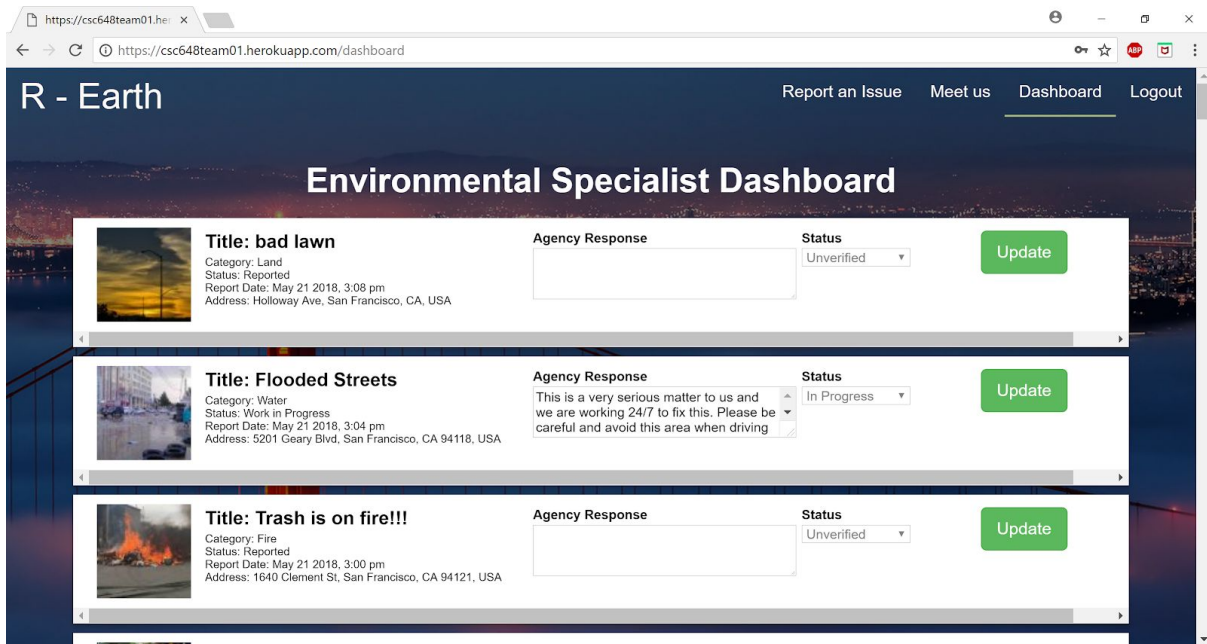 https://csc648team01.he
https://csc648team01.herokuapp.com/dashboard
ABP
R - Earth
Report an Issue Meet us Dashboard Logout
Environmental Specialist Dashboard
Title: bad lawn
Category: Land
Status: Reported
Report Date: May 21 2018, 3:08 pm
Address: Holloway Ave, San Francisco, CA, USA
Agency Response
Status
Unverified
Update
Title: Flooded Streets
Category: Water
Status: Work in Progress
Report Date: May 21 2018, 3:04 pm
Address: 5201 Geary Blvd, San Francisco, CA 94118, USA
Agency Response
This is a very serious matter to us and
we are working 24/7 to fix this. Please be
careful and avoid this area when driving
Status
In Progress
Update
Title: Trash is on fire!!!
Category: Fire
Status: Reported
Report Date: May 21 2018, 3:00 pm
Address: 1640 Clement St, San Francisco, CA 94121, USA
Agency Response
Status
Unverified
Update